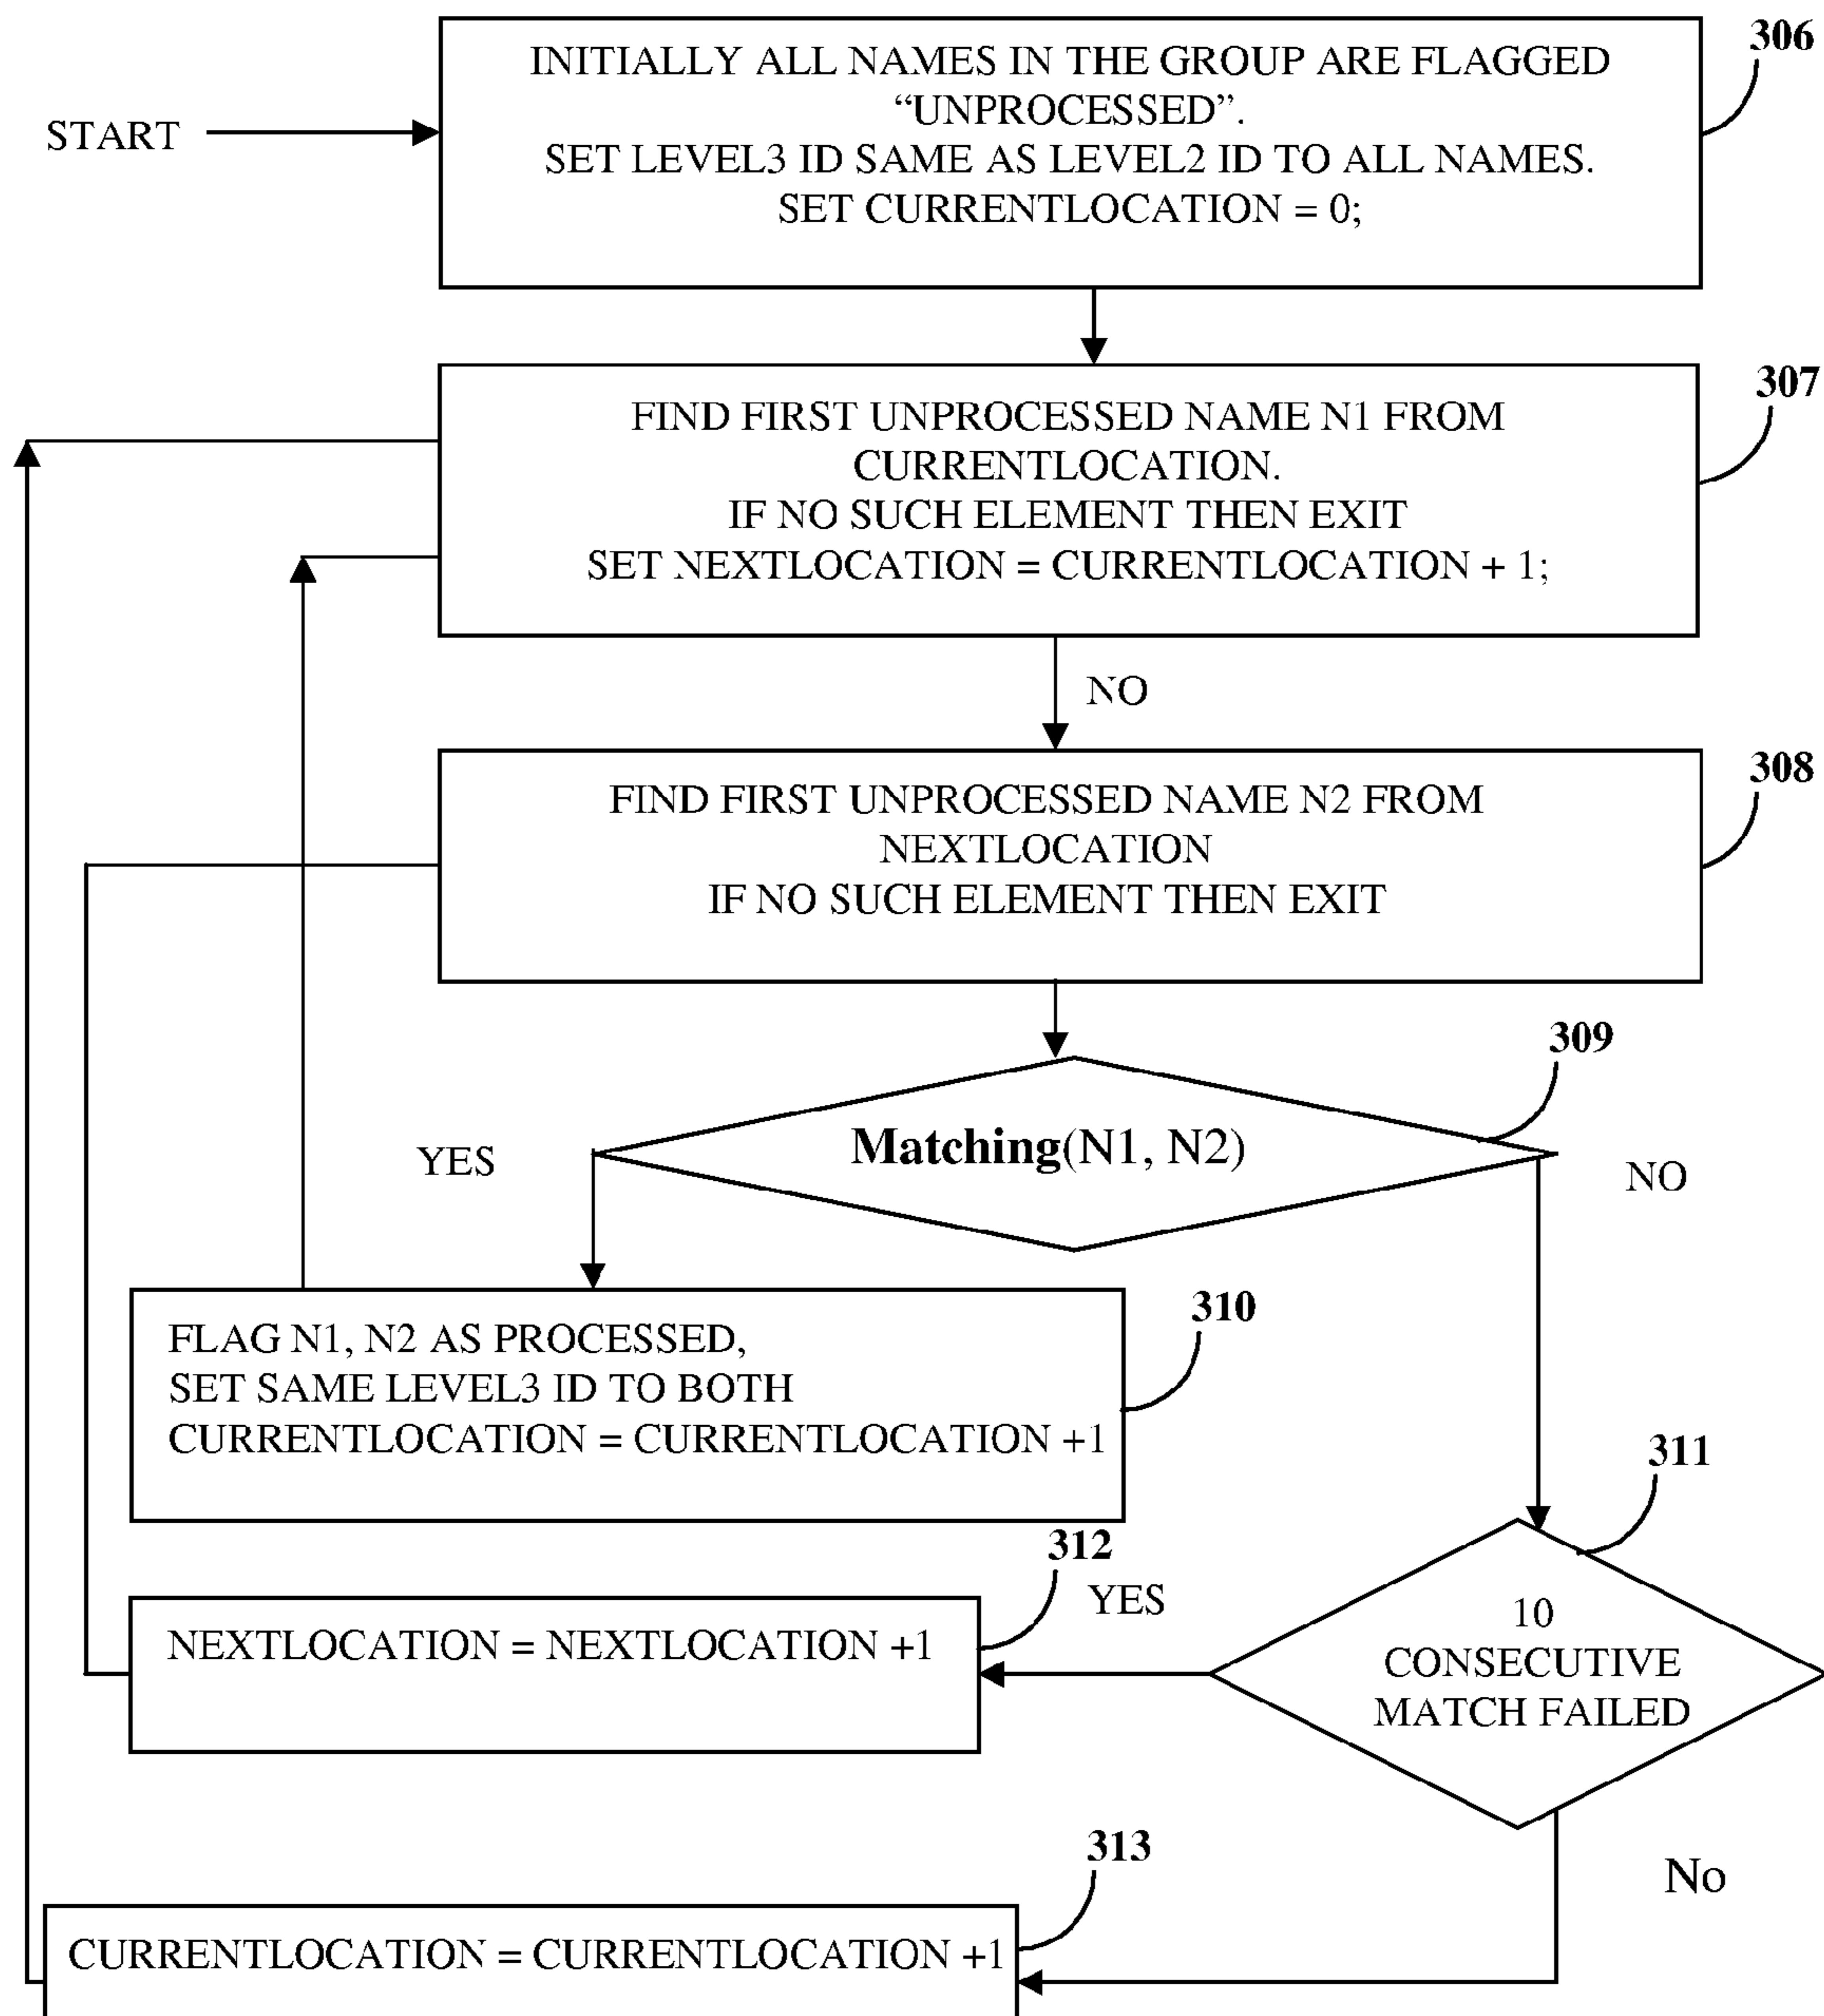 306
INITIALLY ALL NAMES IN THE GROUP ARE FLAGGED
“UNPROCESSED”.
START
SET LEVEL3 ID SAME AS LEVEL2 ID TO ALL NAMES.
SET CURRENTLOCATION = 0;
307
FIND FIRST UNPROCESSED NAME N1 FROM
CURRENTLOCATION.
IF NO SUCH ELEMENT THEN EXIT
SET NEXTLOCATION = CURRENTLOCATION + 1;
NO
308
FIND FIRST UNPROCESSED NAME N2 FROM
NEXTLOCATION
IF NO SUCH ELEMENT THEN EXIT
309
Matching(N1, N2)
YES
NO
310
FLAG N1, N2 AS PROCESSED,
SET SAME LEVEL3 ID TO BOTH
CURRENTLOCATION = CURRENTLOCATION +1
311
312
YES
10
CONSECUTIVE
MATCH FAILED
NEXTLOCATION = NEXTLOCATION +1
313
No
CURRENTLOCATION = CURRENTLOCATION +1